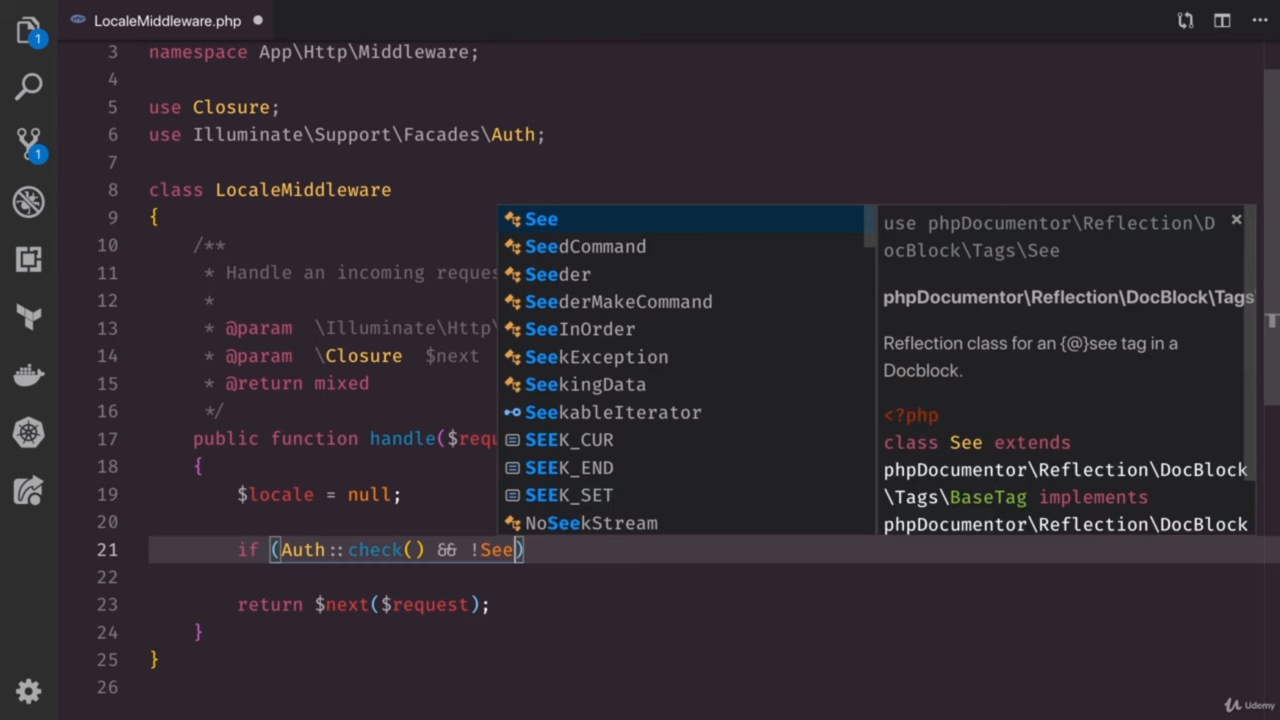 LocaleMiddleware.php
1
1
3 namespace App\Http\Middleware;
4
5 use Closure;
6 use Illuminate\Support\Facades\Auth;
7
8 class LocaleMiddleware
9 {
10 /**
11 * Handle an incoming reques
12 *
13 * @param \Illuminate\Http\
14 * @param \Closure $next
15 * @return mixed
16 */
17 public function handle($requ
18 {
19 $locale = null;
20
21 if (Auth::check() && !See)
22
23 return $next($request);
24 }
25 }
26
See
SeedCommand
Seeder
SeederMakeCommand
SeeInOrder
SeekException
SeekingData
SeekableIterator
SEEK_CUR
SEEK_END
SEEK_SET
NoSeekStream
use phpDocumentor\Reflection\D
ocBlock\Tags\See
phpDocumentor\Reflection\DocBlock\Tags
Reflection class for an {@}see tag in a
Docblock.
<?php
class See extends
phpDocumentor\Reflection\DocBlock
\Tags\BaseTag implements
phpDocumentor\Reflection\DocBlock
Udemy